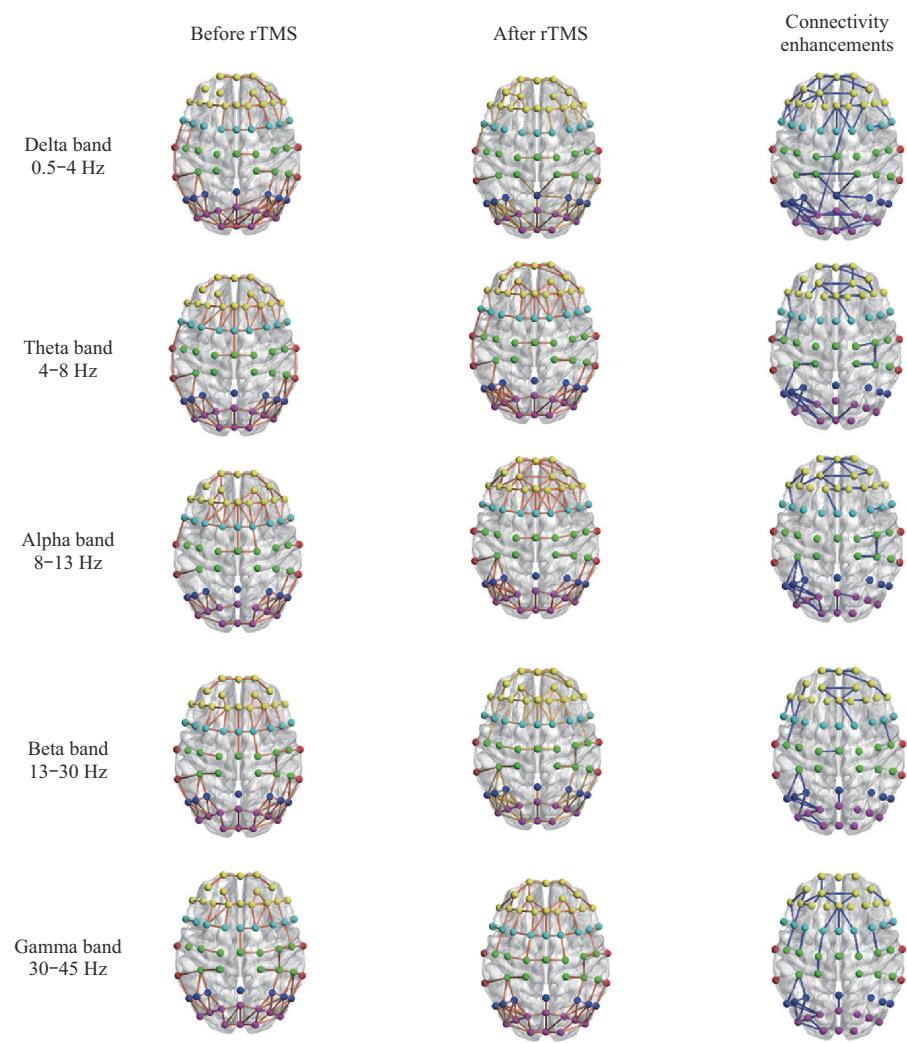 Before rTMS
After rTMS
Connectivity
enhancements
Delta band
0.5−4 Hz
Theta band
4−8 Hz
Alpha band
8−13 Hz
Beta band
13−30 Hz
Gamma band
30−45 Hz